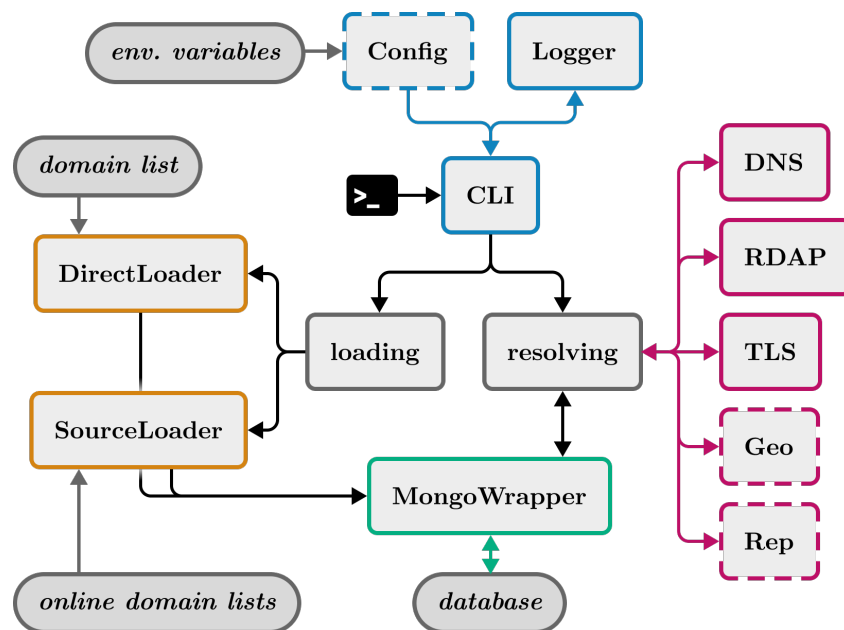 env. variables
Config
Logger
domain list
>_
CLI
DNS
DirectLoader
RDAP
loading
resolving
TLS
SourceLoader
Geo
MongoWrapper
Rep
online domain lists
database